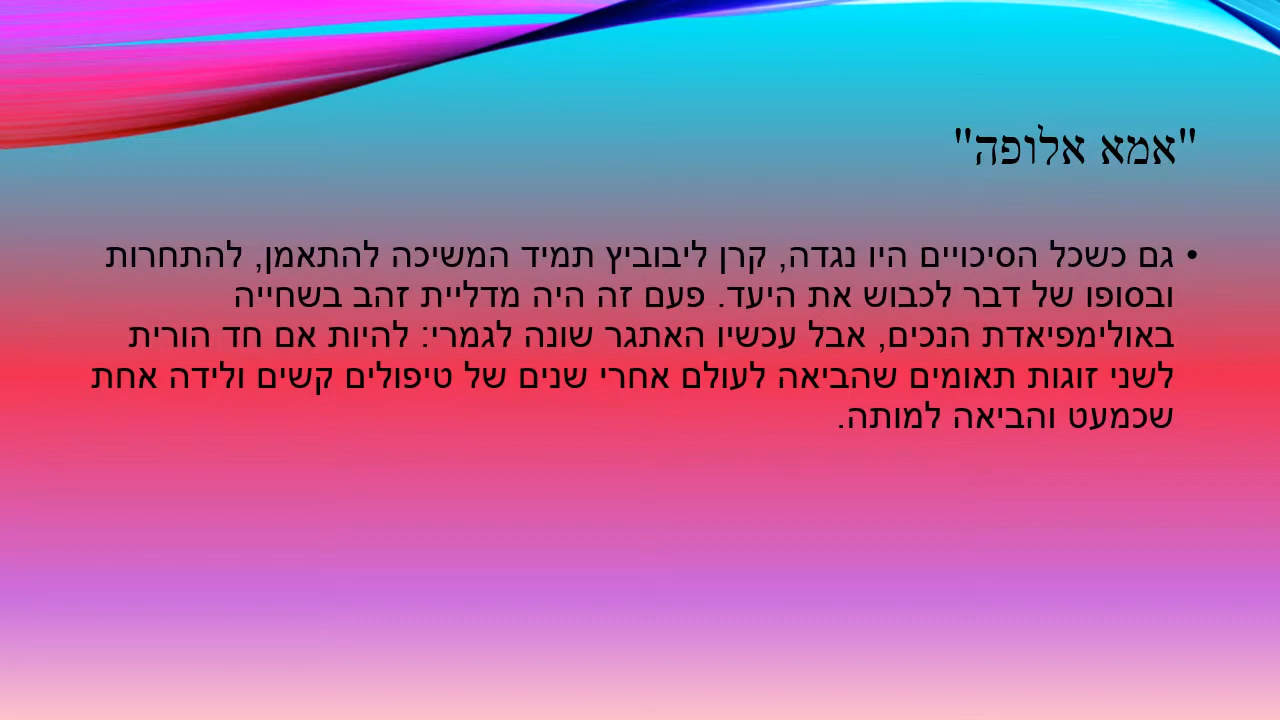 "אמא אלופה"
• גם כשכל הסיכויים היו נגדה, קרן ליבוביץ תמיד המשיכה להתאמן, להתחרות
ובסופו של דבר לכבוש את היעד. פעם זה היה מדליית זהב בשחייה
באולימפיאדת הנכים, אבל עכשיו האתגר שונה לגמרי: להיות אם חד הורית
לשני זוגות תאומים שהביאה לעולם אחרי שנים של טיפולים קשים ולידה אחת
שכמעט והביאה למותה.